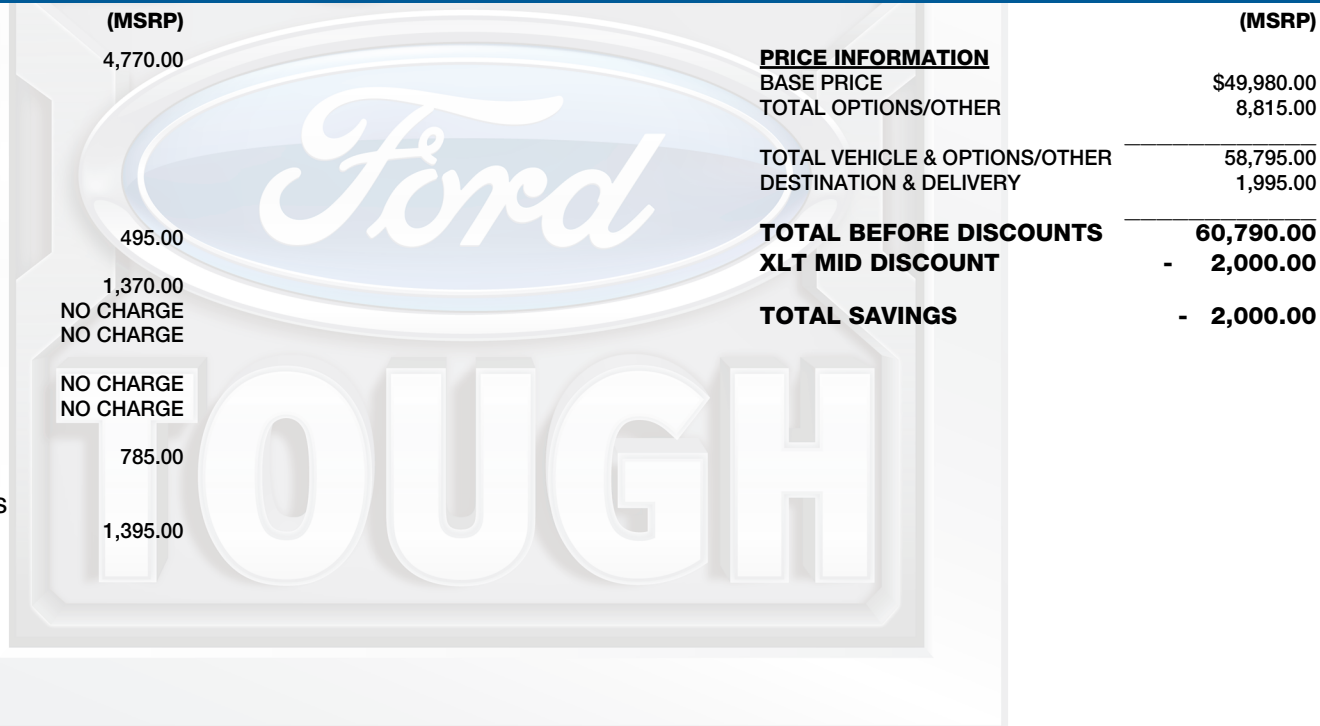 (MSRP)
4,770.00
495.00
1,370.00
NO CHARGE
NO CHARGE
NO CHARGE
NO CHARGE
785.00
S
1,395.00
Ford
TOUGH
(MSRP)
PRICE INFORMATION
BASE PRICE $49,980.00
TOTAL OPTIONS/OTHER 8,815.00
TOTAL VEHICLE & OPTIONS/OTHER 58,795.00
DESTINATION & DELIVERY 1,995.00
TOTAL BEFORE DISCOUNTS 60,790.00
XLT MID DISCOUNT - 2,000.00
TOTAL SAVINGS - 2,000.00